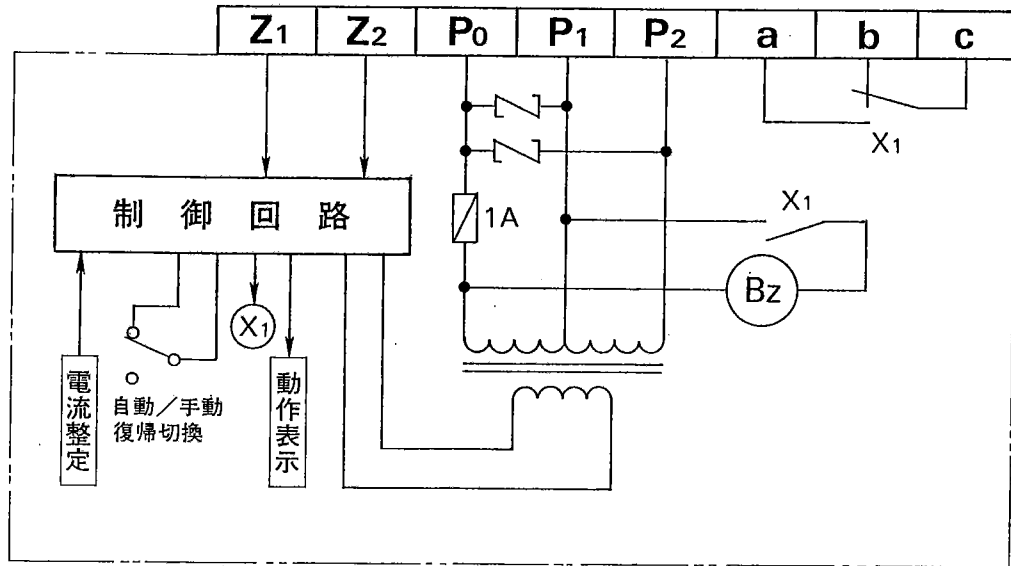 Z1 Z2 P0 P1 P2 a b c
X1
制御回路
1A
X1
Bz
X1
電流整定
自動／手動
復帰切換
動作表示